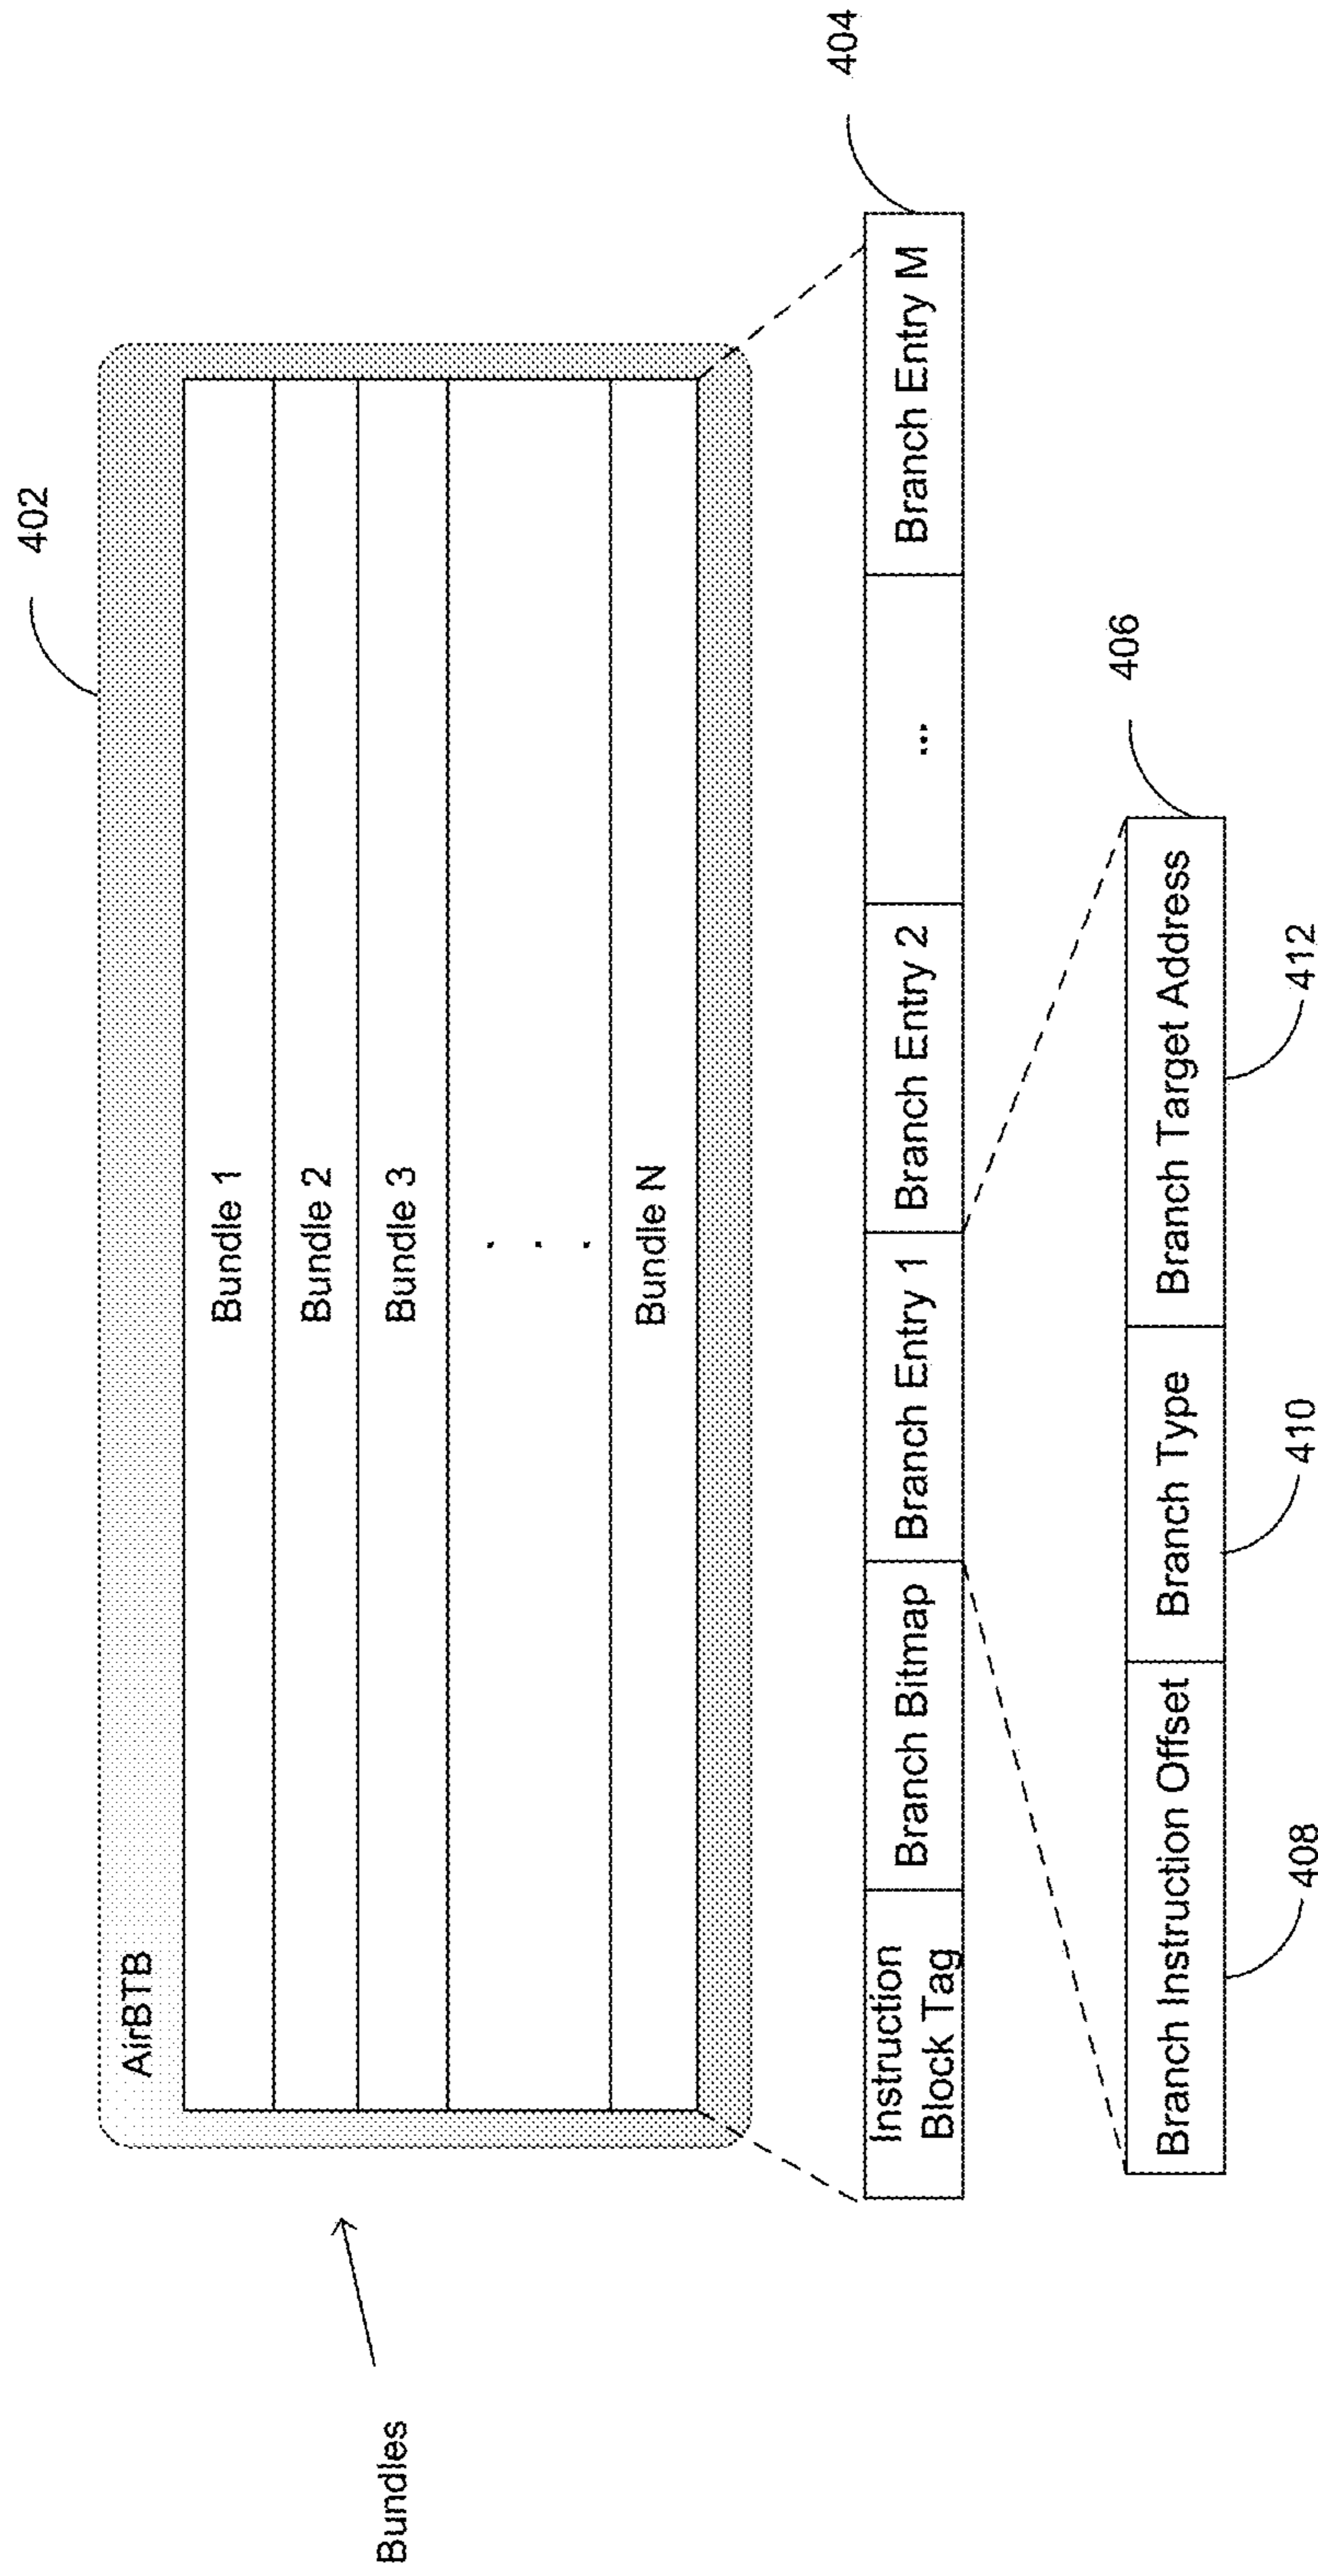 402
AirBTB
Bundles
Bundle 1
Bundle 2
Bundle 3
. . .
Bundle N
404
Instruction
Block Tag
Branch Bitmap
Branch Entry 1
Branch Entry 2
...
Branch Entry M
406
Branch Instruction Offset
Branch Type
Branch Target Address
408
410
412